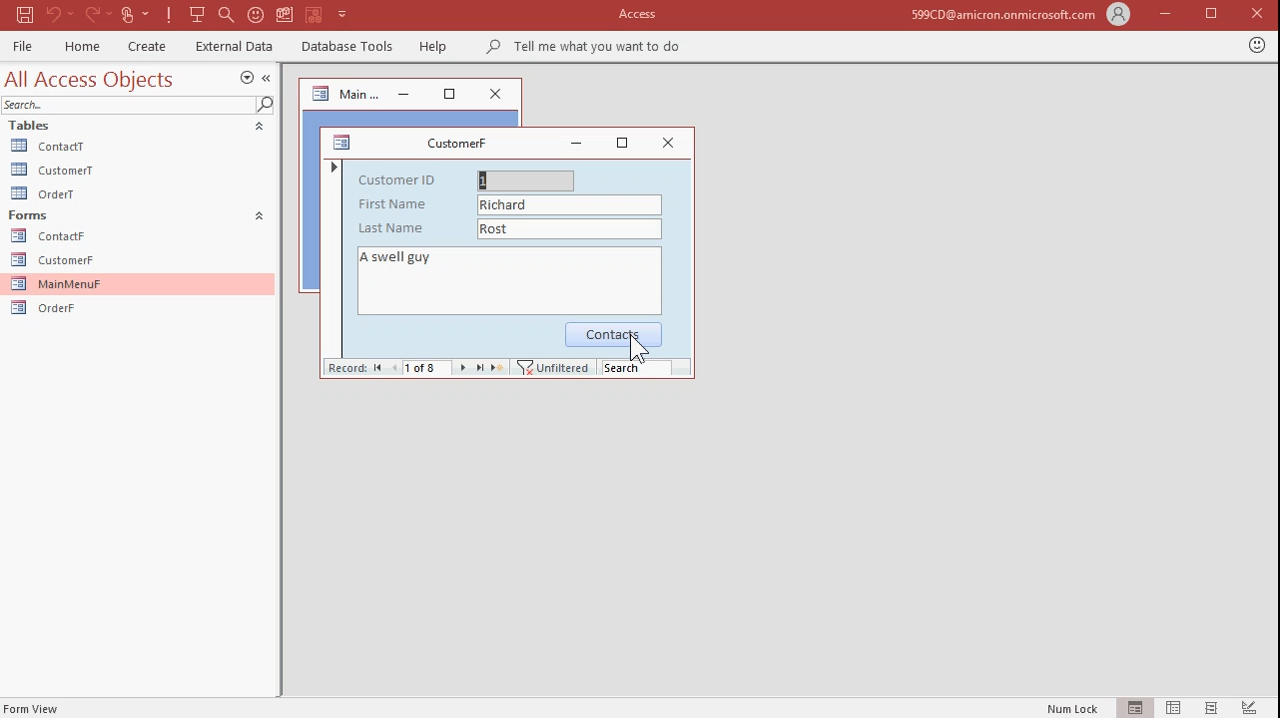 Access
599CD@amicron.onmicrosoft.com
File Home Create External Data Database Tools Help Tell me what you want to do
All Access Objects
Search...
Tables
ContactT
CustomerT
OrderT
Forms
ContactF
CustomerF
MainMenuF
OrderF
Main ...
CustomerF
Customer ID 1
First Name Richard
Last Name Rost
A swell guy
Contacts
Record: 1 of 8 Unfiltered Search
Form View Num Lock